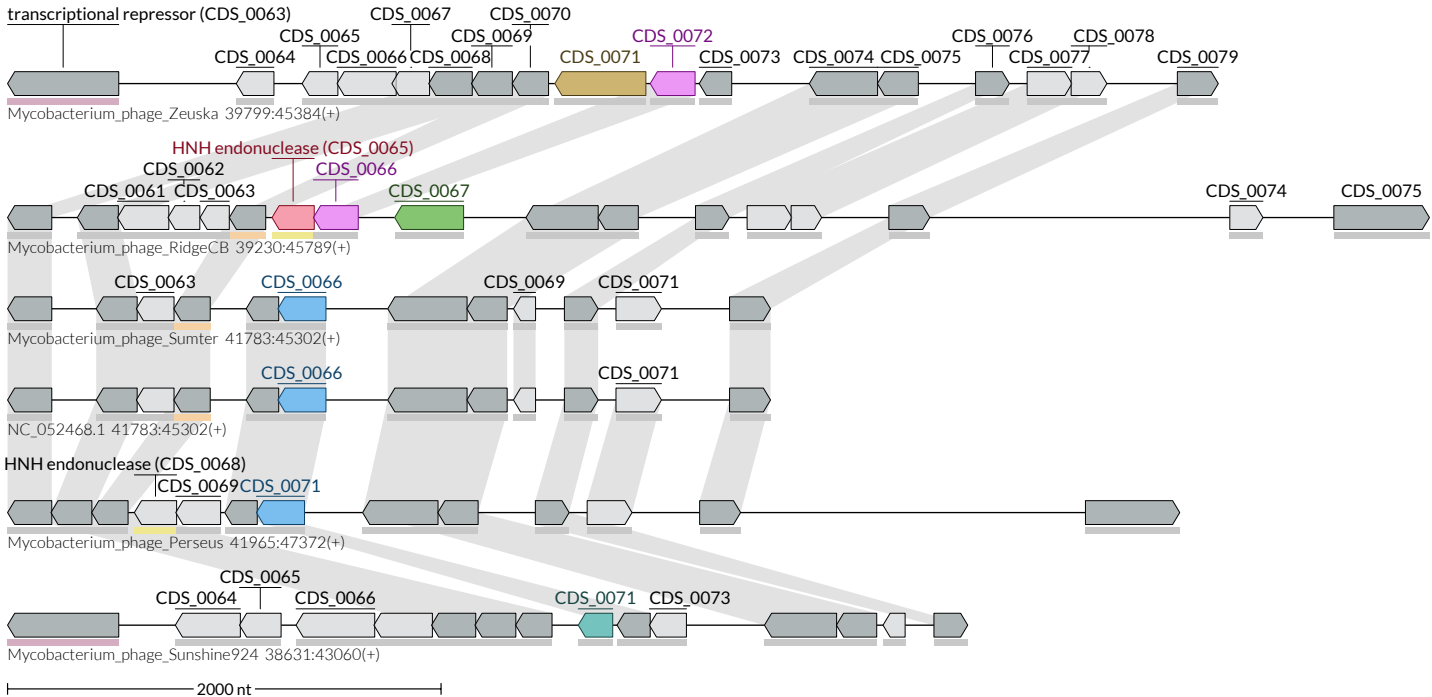 transcriptional repressor (CDS_0063)
CDS_0064
CDS_0065
CDS_0066
CDS_0067
CDS_0068
CDS_0069
CDS_0070
CDS_0071
CDS_0072
CDS_0073
CDS_0074
CDS_0075
CDS_0076
CDS_0077
CDS_0078
CDS_0079
Mycobacterium_phage_Zeuska 39799:45384(+)
CDS_0061
CDS_0062
CDS_0063
HNH endonuclease (CDS_0065)
CDS_0066
CDS_0067
CDS_0074
CDS_0075
Mycobacterium_phage_RidgeCB 39230:45789(+)
CDS_0063
CDS_0066
CDS_0069
CDS_0071
Mycobacterium_phage_Sumter 41783:45302(+)
CDS_0066
CDS_0071
NC_052468.1 41783:45302(+)
HNH endonuclease (CDS_0068)
CDS_0069
CDS_0071
Mycobacterium_phage_Perseus 41965:47372(+)
CDS_0064
CDS_0065
CDS_0066
CDS_0071
CDS_0073
Mycobacterium_phage_Sunshine924 38631:43060(+)
2000 nt